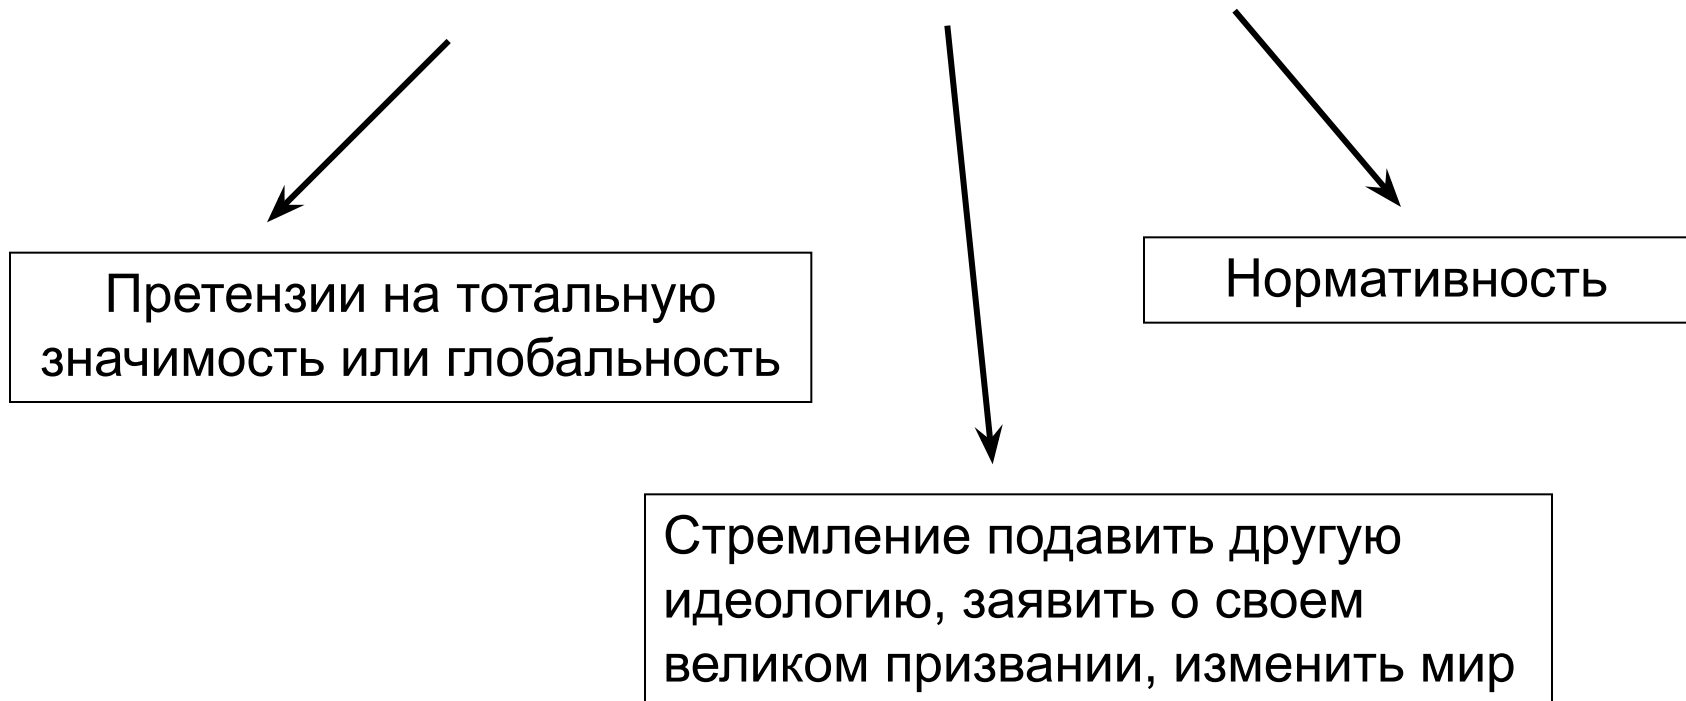 Претензии на тотальную
значимость или глобальность
Нормативность
Стремление подавить другую
идеологию, заявить о своем
великом призвании, изменить мир